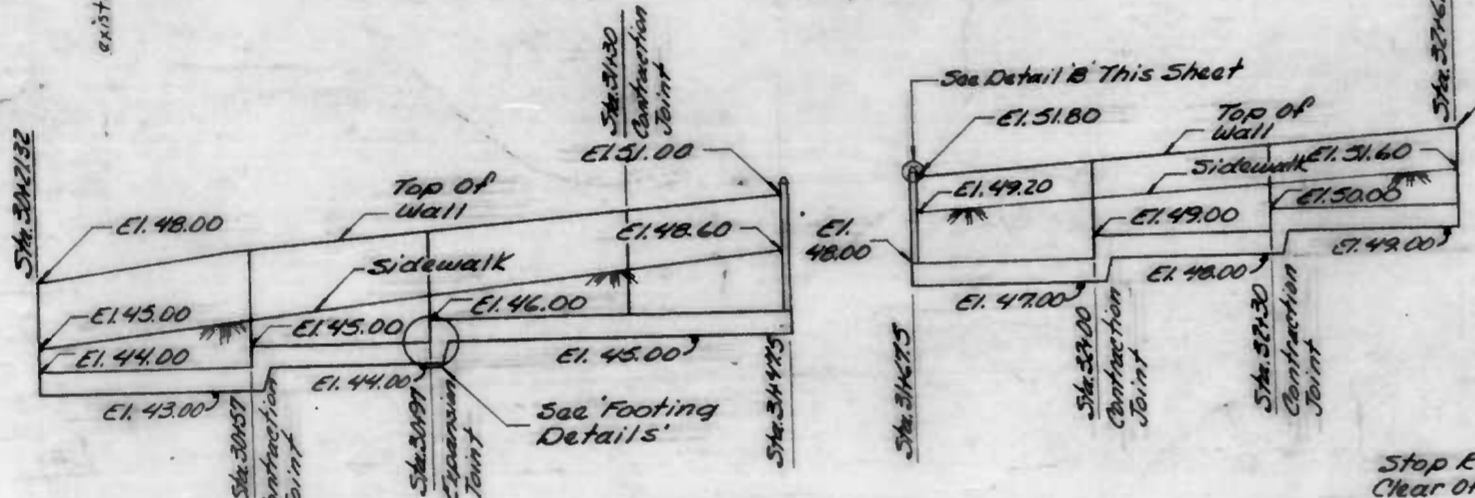 exist
Sta. 30+21.32
El. 48.00
El. 45.00
El. 44.00
El. 43.00
Top of
Wall
Sidewalk
El. 45.00
El. 44.00
Sta. 30+57
Contraction
Joint
El. 46.00
Sta. 30+97
Expansion
Joint
See 'Footing
Details'
El. 45.00
Sta. 31+30
Contraction
Joint
El. 51.00
El. 48.60
Sta. 31+47.5
See Detail 'B' This Sheet
El. 51.80
El. 49.20
El.
48.00
El. 47.00
Sta. 31+67.5
Top of
Wall
Sidewalk
El. 49.00
El. 48.00
Sta. 32+00
Contraction
Joint
El. 51.60
El. 50.00
El. 49.00
Sta. 32+30
Contraction
Joint
Stop
Clear